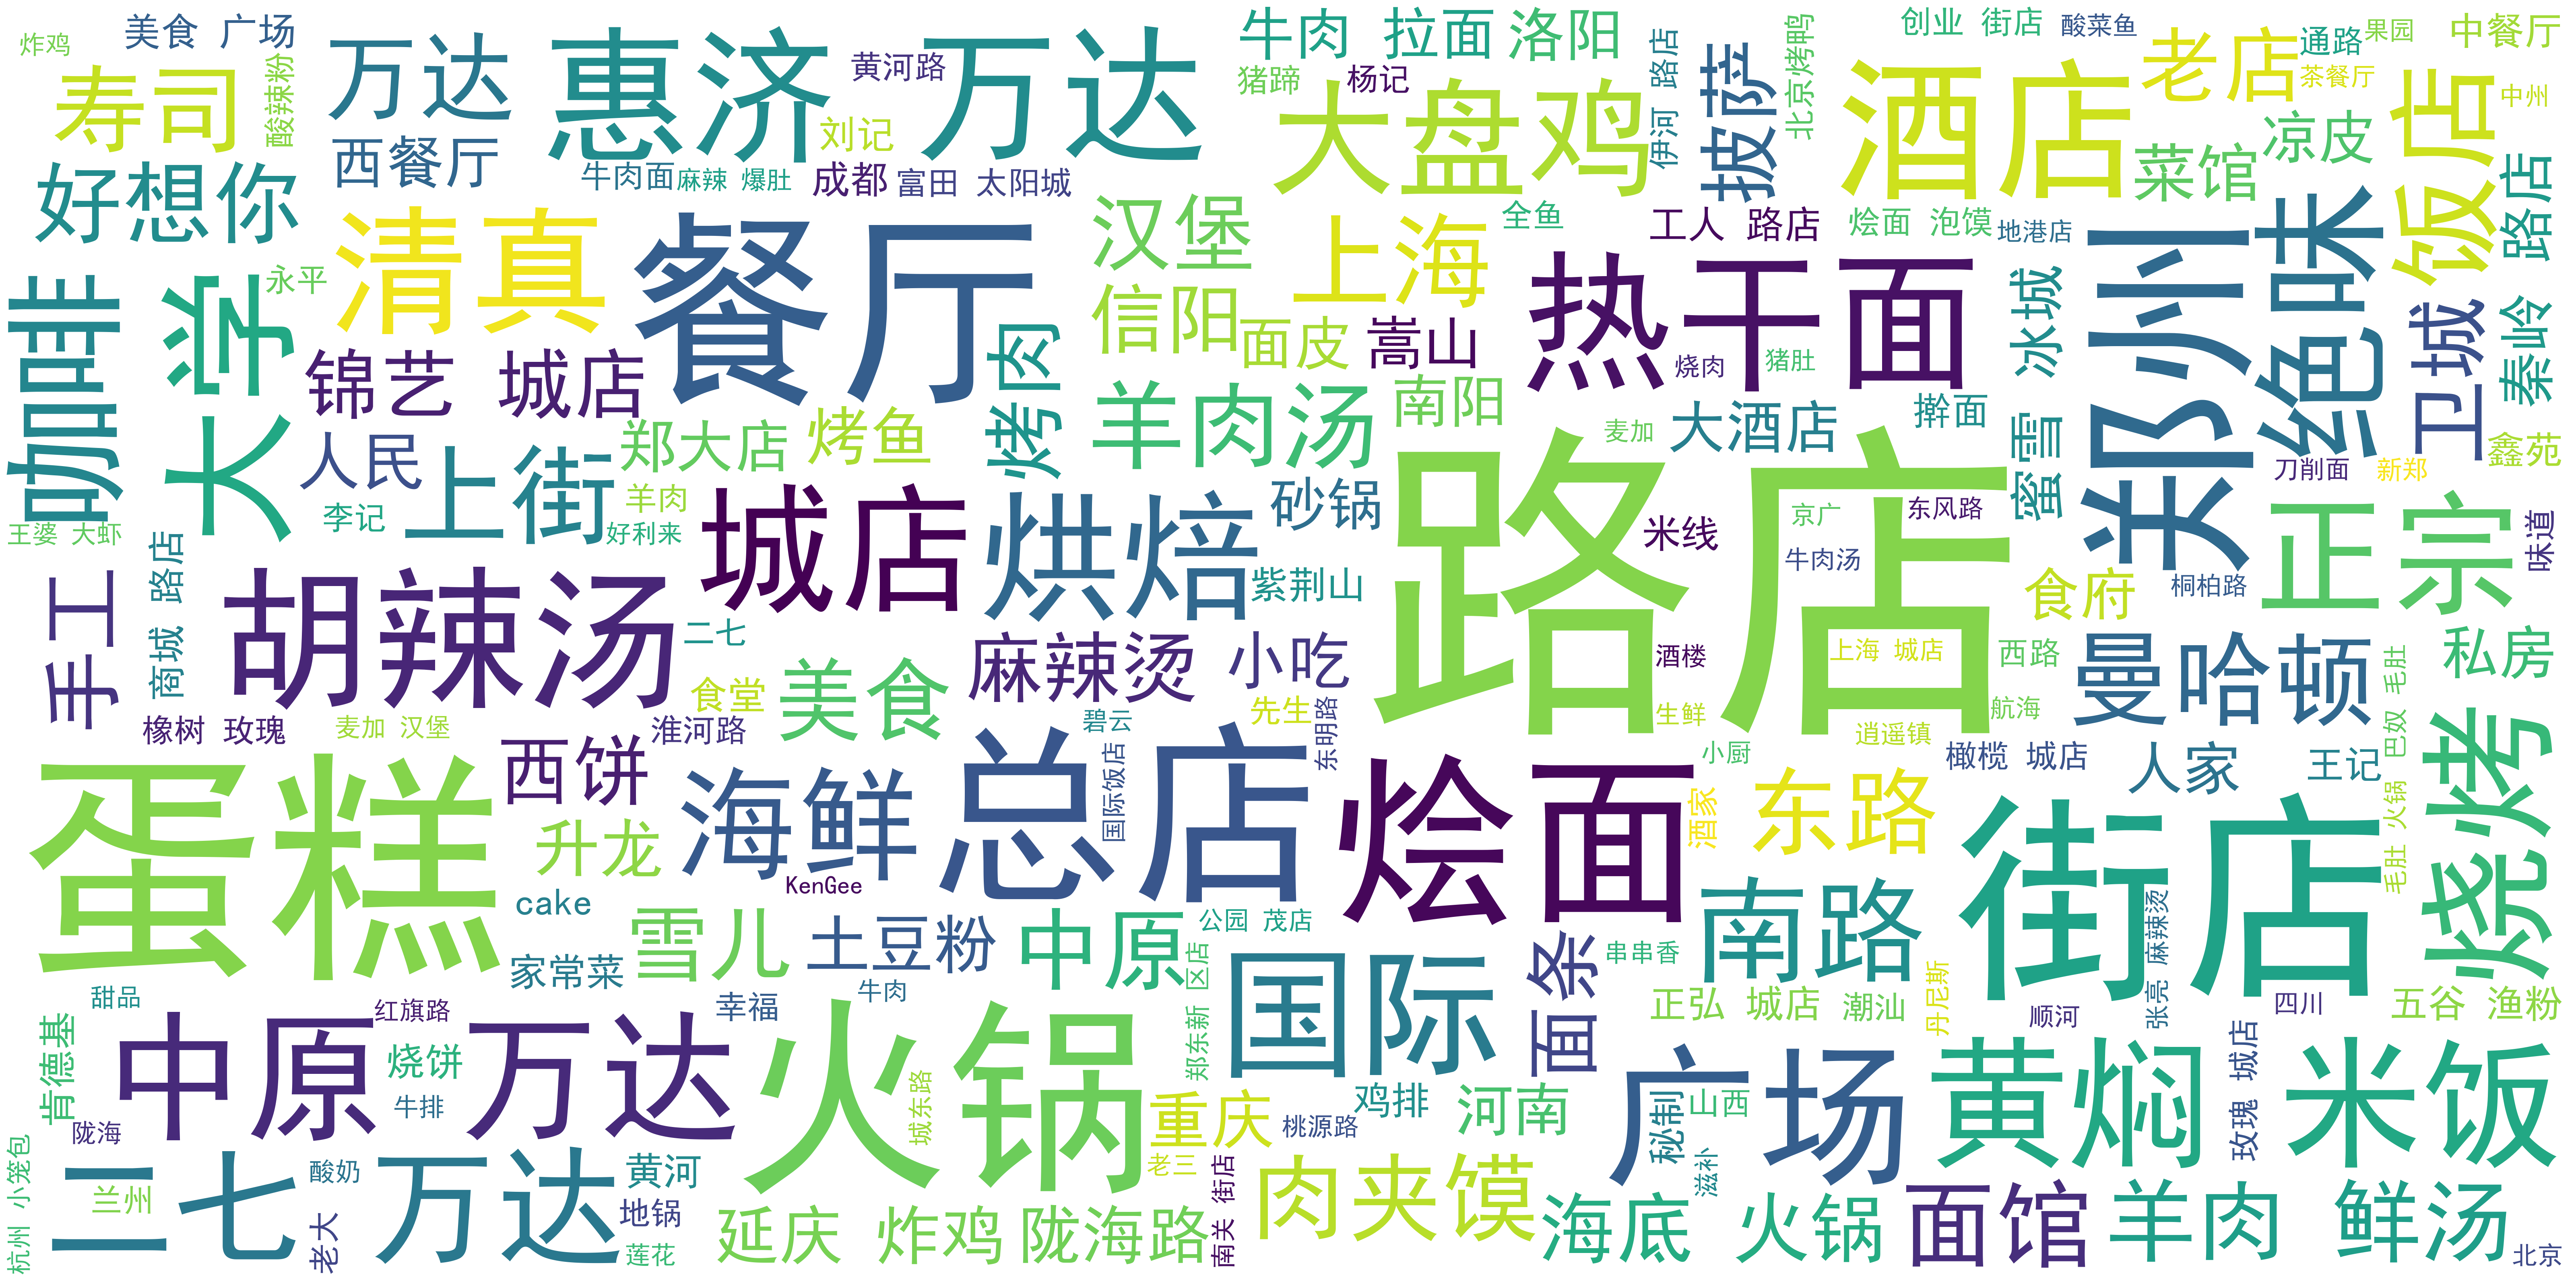 炸鸡
美食 广场
寿司
酸辣粉
万达
惠济 万达
黄河路
牛肉 拉面
洛阳
猪蹄
杨记
伊河 路店
披萨
北京烤鸭
创业 街店
酸菜鱼
酒店
老店
通路
果园
茶餐厅
中餐厅
中州
饭店
好想你
西餐厅
牛肉面
麻辣 爆肚
刘记
成都
富田 太阳城
大盘鸡
菜馆
凉皮
路店
咖啡
大学
永平
清真
餐厅
汉堡
信阳
上海
全鱼
工人 路店
烩面 泡馍
地港店
热干面
郑州
绝味
卫城
秦岭
锦艺 城店
烤肉
面皮
嵩山
烧肉
猪肚
蜜雪 冰城
人民
郑大店
烤鱼
羊肉汤
南阳
麦加
大酒店
擀面
刀削面
新郑
鑫苑
王婆 大虾
李记
上街
羊肉
好利来
城店
烘焙
砂锅
米线
路店
京广
东风路
正宗
味道
手工
商城 路店
胡辣汤
二七
紫荆山
牛肉汤
食府
桐柏路
麻辣烫
小吃
酒楼
上海 城店
西路
曼哈顿
私房
橡树 玫瑰
麦加 汉堡
淮河路
食堂
美食
碧云
先生
东明路
生鲜
逍遥镇
航海
毛肚 火锅 巴奴 毛肚
蛋糕
西饼
海鲜
总店
国际饭店
烩面
酒家
小厨
东路
橄榄 城店
人家
王记
烧烤
升龙
KenGee
cake
雪儿
土豆粉
中原
公园 茂店
南路
街店
张亮 麻辣烫
家常菜
甜品
红旗路
幸福
牛肉
郑东新 区店
国际
面条
串串香
正弘 城店
潮汕
丹尼斯
顺河
四川
五谷 渔粉
肯德基
中原 万达
烧饼
牛排
火锅
城东路
重庆
桃源路
鸡排
河南
秘制
山西
广场
黄焖
玫瑰 城店
米饭
陇海
杭州 小笼包
兰州
二七 万达
酸奶
老大
黄河
地锅
莲花
延庆 炸鸡
陇海路
老三
南关 街店
肉夹馍
海底 火锅
滋补
面馆
羊肉 鲜汤
北京